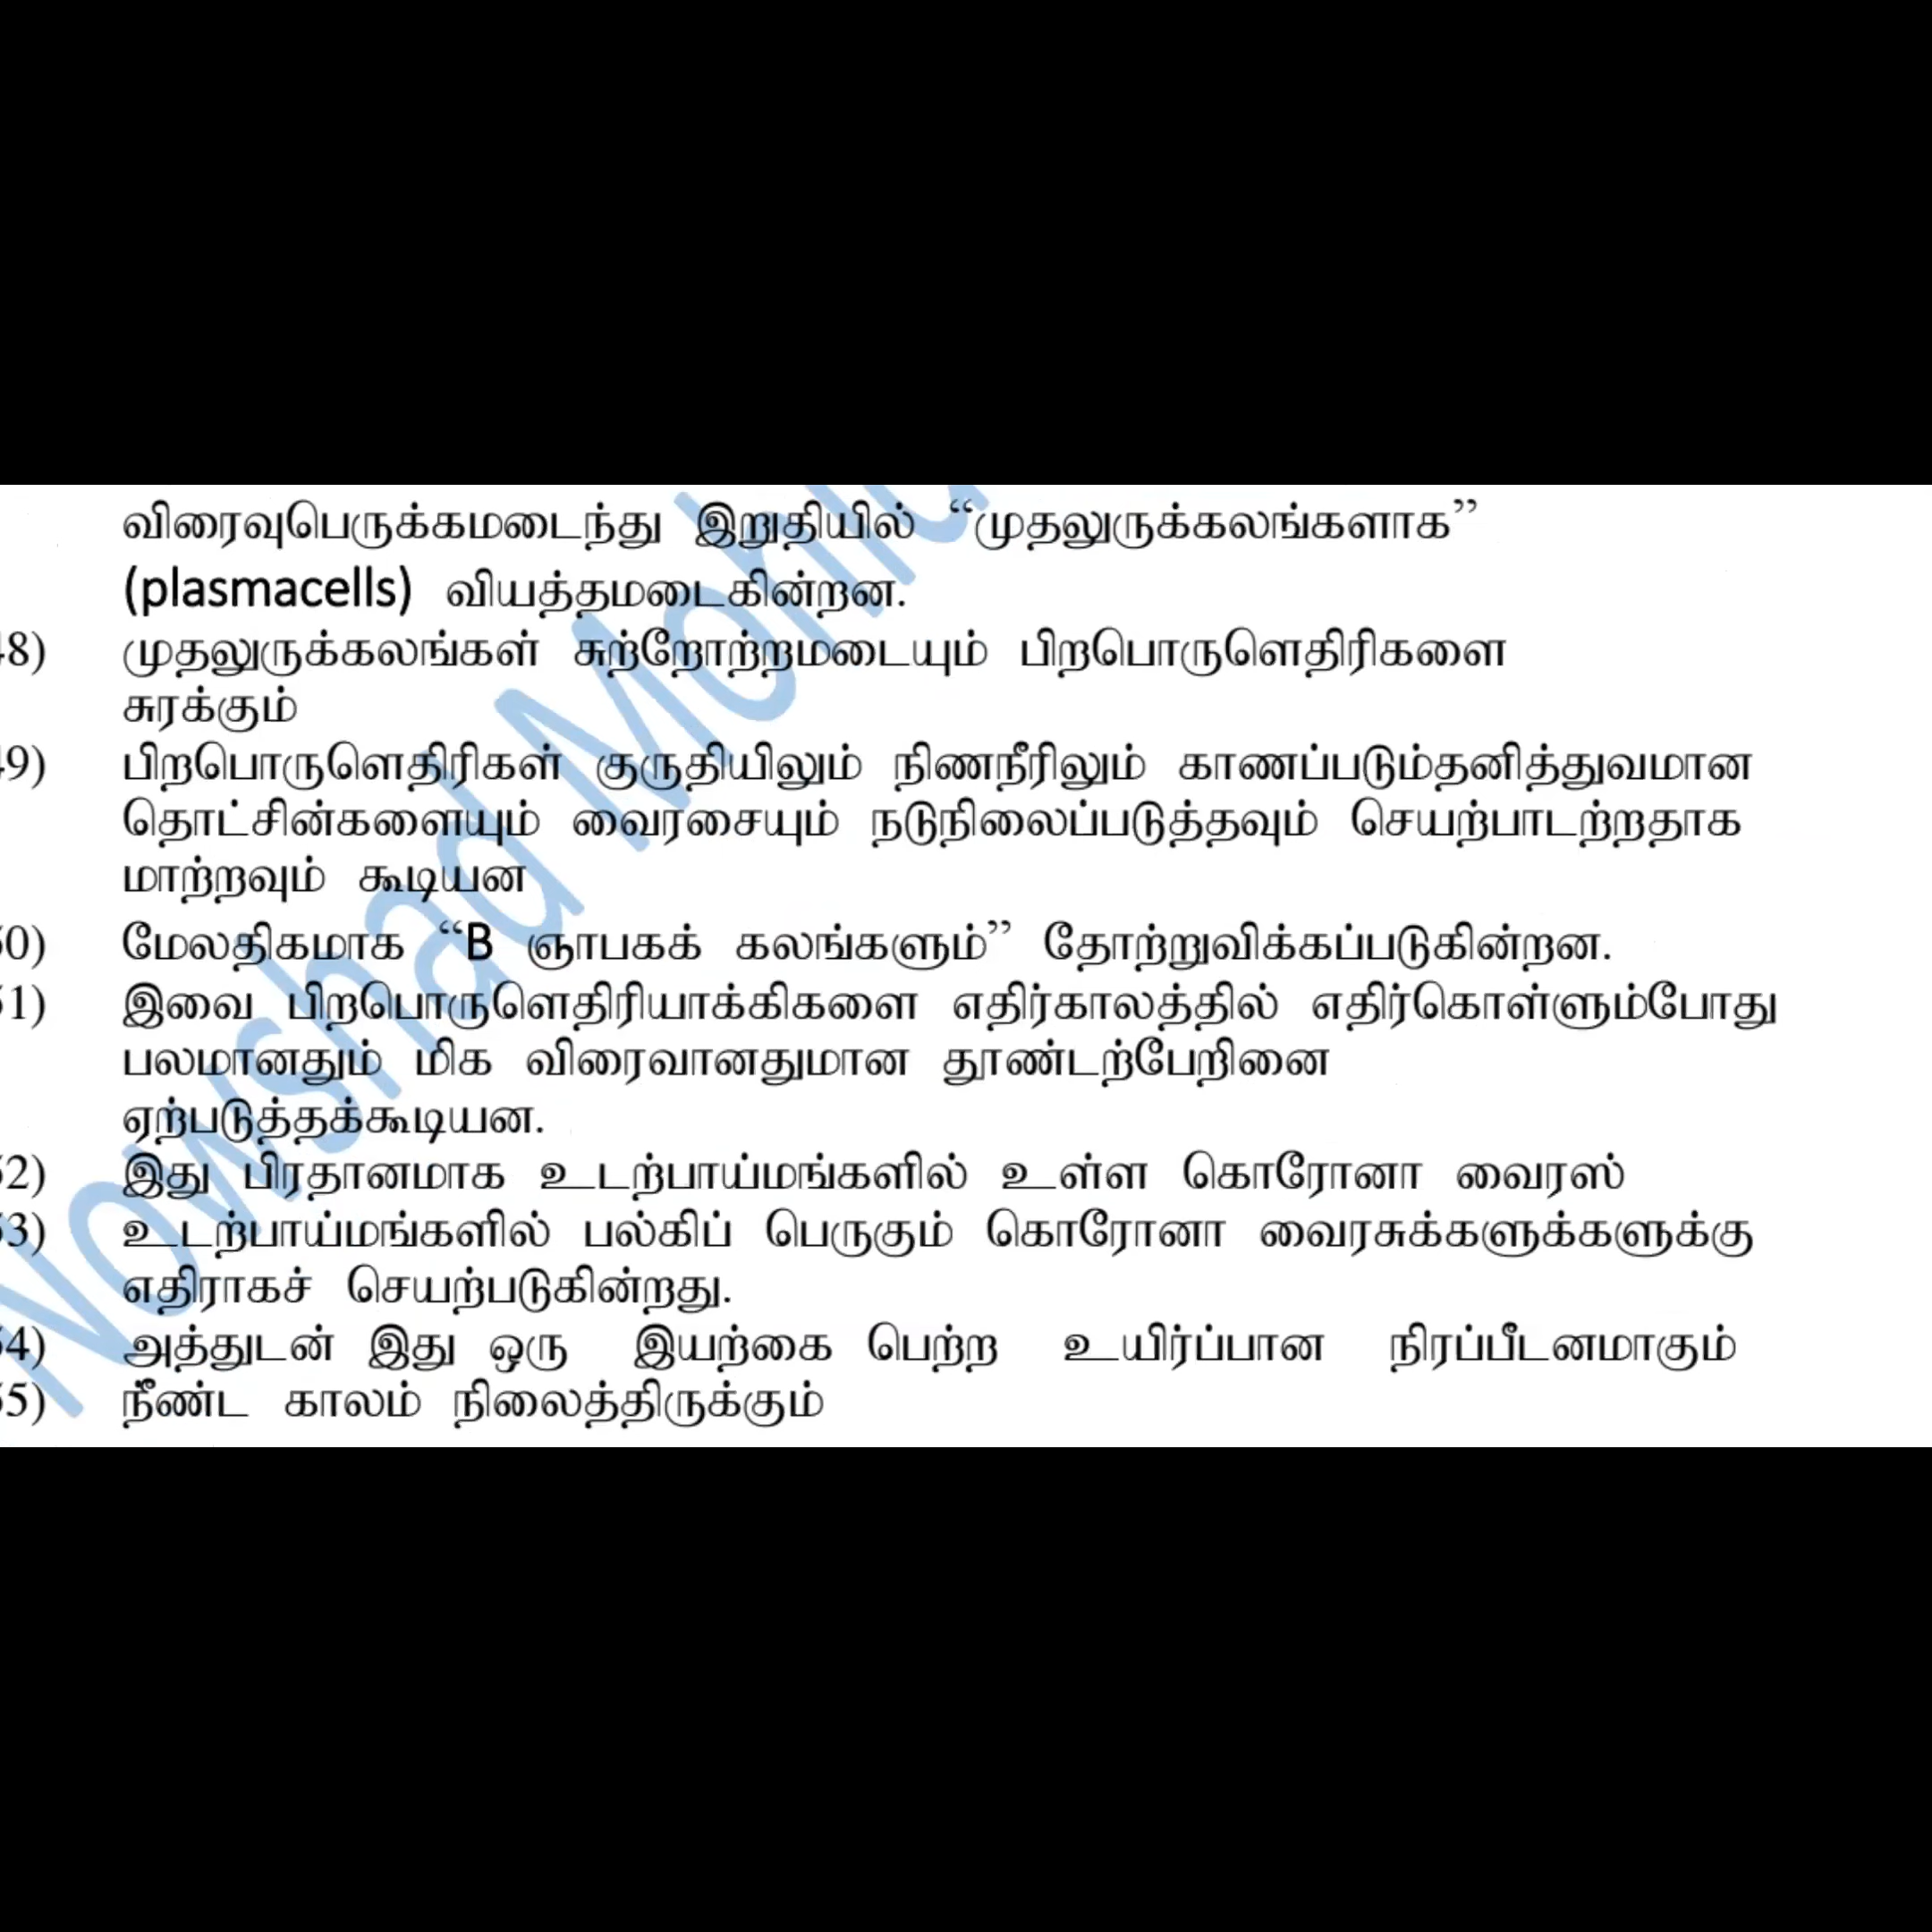 விரைவுபெருக்கமடைந்து இறுதியில் “முதலுருக்கலங்களாக”
(plasmacells) வியத்தமடைகின்றன.
48) முதலுருக்கலங்கள் சுற்றோற்றமடையும் பிறபொருளெதிரிகளை
சுரக்கும்
49) பிறபொருளெதிரிகள் குருதியிலும் நிணநீரிலும் காணப்படும்தனித்துவமான
தொட்சின்களையும் வைரசையும் நடுநிலைப்படுத்தவும் செயற்பாடற்றதாக
மாற்றவும் கூடியன
50) மேலதிகமாக “B ஞாபகக் கலங்களும்” தோற்றுவிக்கப்படுகின்றன.
51) இவை பிறபொருளெதிரியாக்கிகளை எதிர்காலத்தில் எதிர்கொள்ளும்போது
பலமானதும் மிக விரைவானதுமான தூண்டற்பேறினை
ஏற்படுத்தக்கூடியன.
52) இது பிரதானமாக உடற்பாய்மங்களில் உள்ள கொரோனா வைரஸ்
53) உடற்பாய்மங்களில் பல்கிப் பெருகும் கொரோனா வைரசுக்களுக்களுக்கு
எதிராகச் செயற்படுகின்றது.
54) அத்துடன் இது ஒரு இயற்கை பெற்ற உயிர்ப்பான நிரப்பீடனமாகும்
55) நீண்ட காலம் நிலைத்திருக்கும்
Nowshad